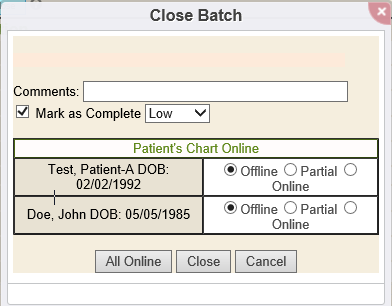 Close Batch
Comments:
Mark as Complete Low
Patient's Chart Online
Test, Patient-A DOB:
02/02/1992
Offline Partial
Online
Doe, John DOB: 05/05/1985
Offline Partial
Online
All Online Close Cancel